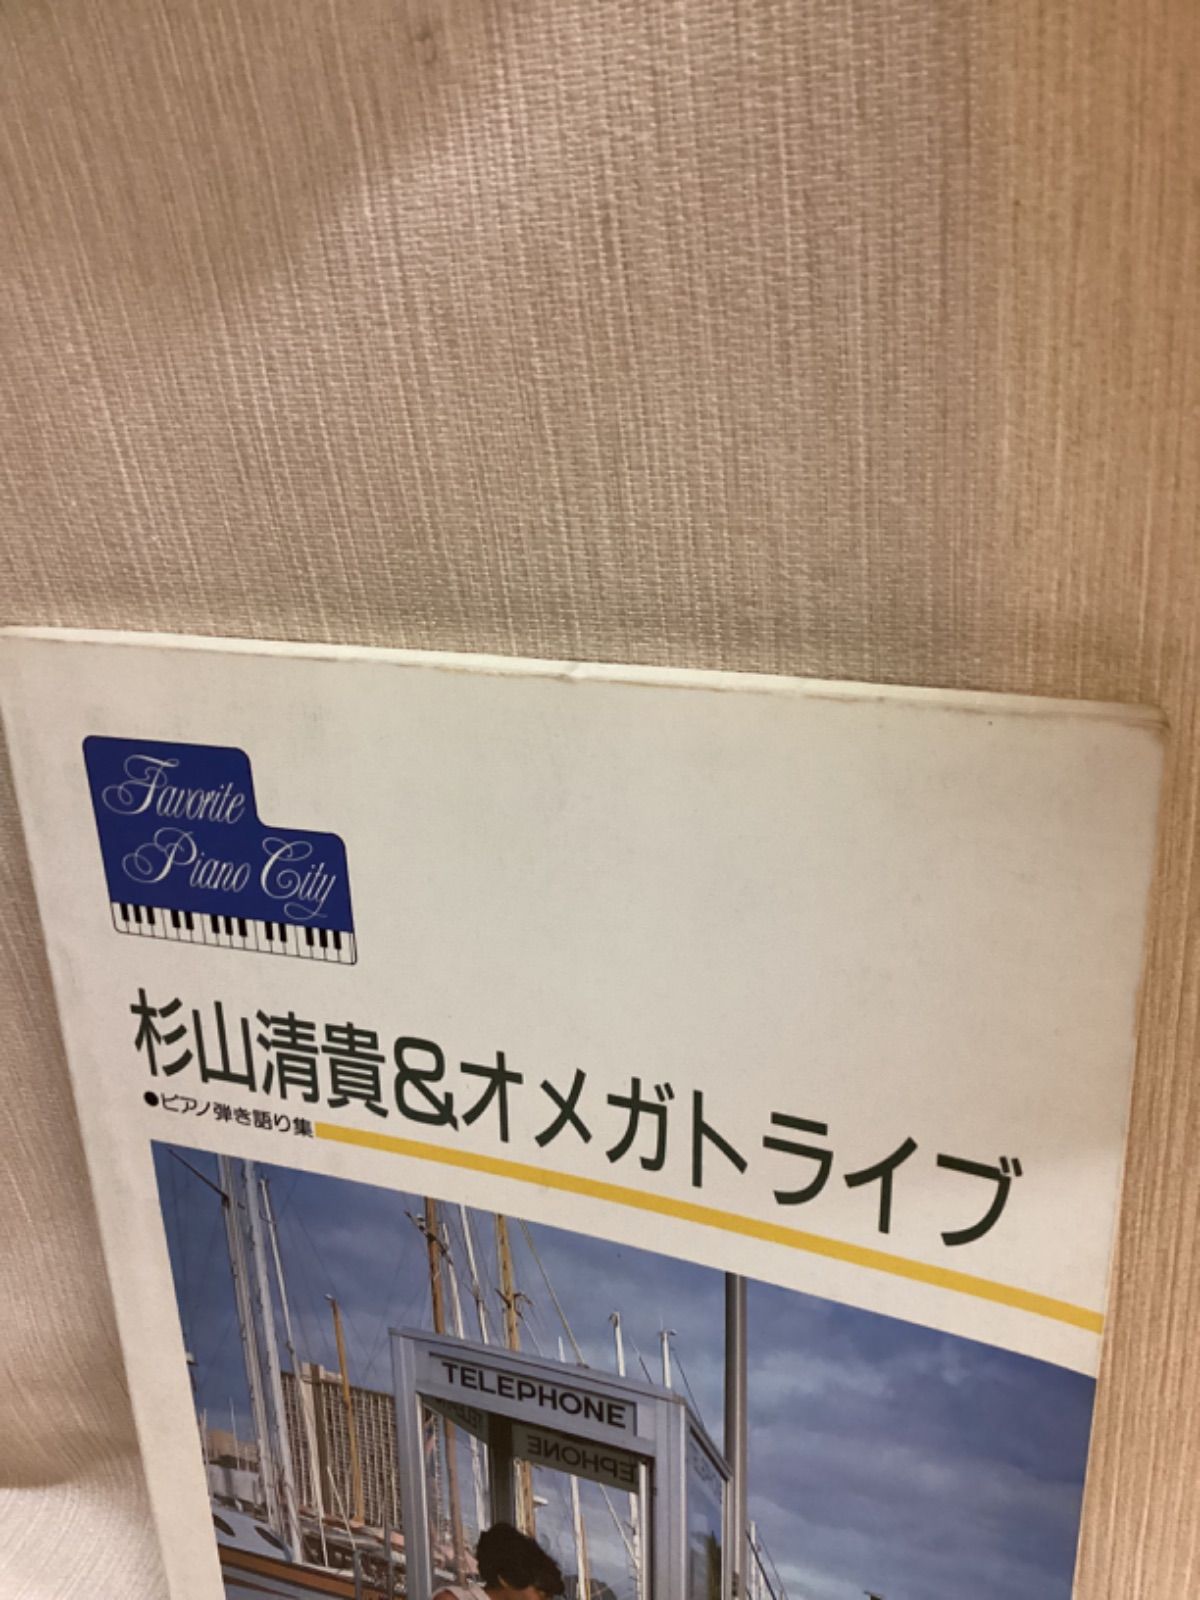 Favorite
Piano City
杉山清貴&オメガトライブ
●ピアノ弾き語り集
TELEPHONE